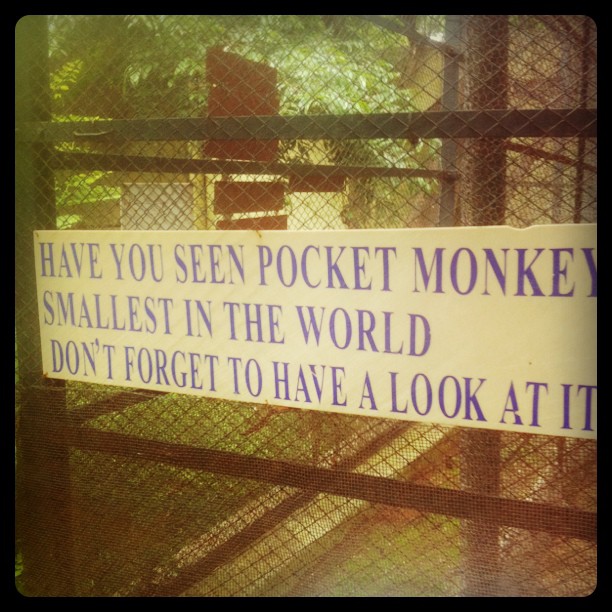 HAVE YOU SEEN POCKET MONKEY
SMALLEST IN THE WORLD
DON'T FORGET TO HAVE A LOOK AT IT